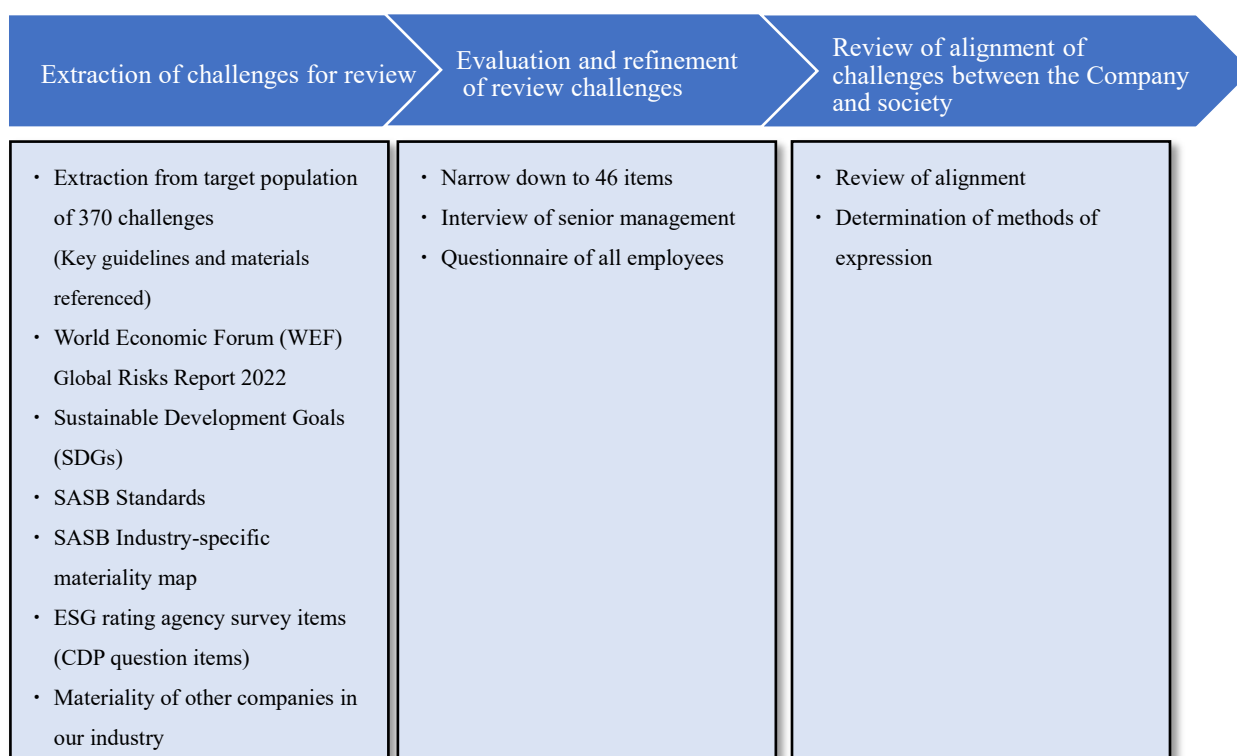 Extraction of challenges for review
Evaluation and refinement
of review challenges
Review of alignment of
challenges between the Company
and society
・ Extraction from target population
of 370 challenges
(Key guidelines and materials
referenced)
・ World Economic Forum (WEF)
Global Risks Report 2022
・ Sustainable Development Goals
(SDGs)
・ SASB Standards
・ SASB Industry-specific
materiality map
・ ESG rating agency survey items
(CDP question items)
・ Materiality of other companies in
our industry
・ Narrow down to 46 items
・ Interview of senior management
・ Questionnaire of all employees
・ Review of alignment
・ Determination of methods of
expression